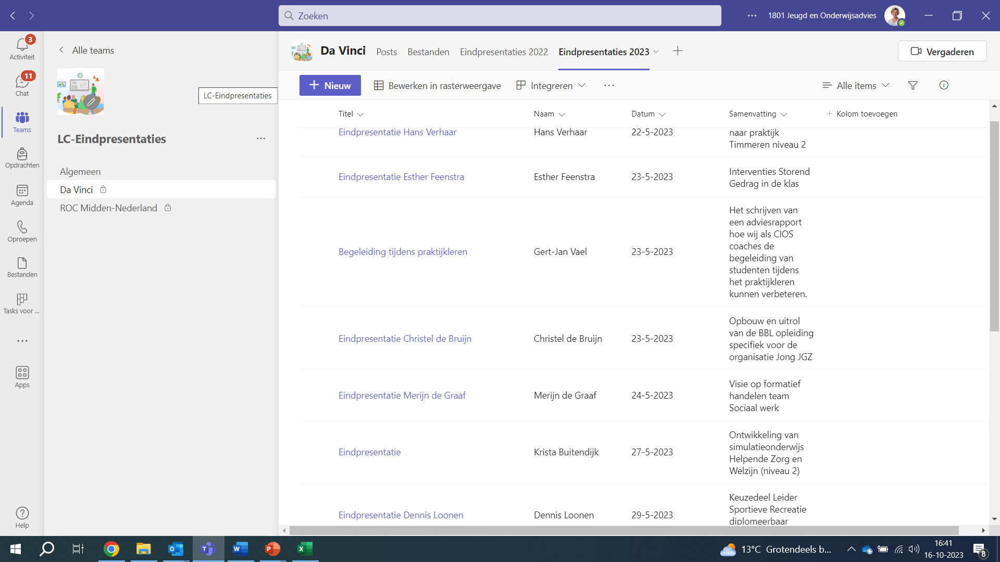 Zoeken
1801 Jeugd en Onderwijsadvies
3
Activiteit
11
Chat
Teams
Opdrachten
Agenda
Oproepen
Bestanden
Tasks voor ...
Apps
Help
Alle teams
LC-Eindpresentaties
LC-Eindpresentaties
Algemeen
Da Vinci
ROC Midden-Nederland
Da Vinci Posts Bestanden Eindpresentaties 2022 Eindpresentaties 2023
Vergaderen
Nieuw Bewerken in rasterweergave Integreren Alle items
Titel Naam Datum Samenvatting Kolom toevoegen
Eindpresentatie Hans Verhaar Hans Verhaar 22-5-2023
naar praktijk
Timmeren niveau 2
Eindpresentatie Esther Feenstra Esther Feenstra 23-5-2023
Interventies Storend
Gedrag in de klas
Begeleiding tijdens praktijkleren Gert-Jan Vael 23-5-2023
Het schrijven van
een adviesrapport
hoe wij als CIOS
coaches de
begeleiding van
studenten tijdens
het praktijkleren
kunnen verbeteren.
Eindpresentatie Christel de Bruijn Christel de Bruijn 23-5-2023
Opbouw en uitrol
van de BBL opleiding
specifiek voor de
organisatie Jong JGZ
Eindpresentatie Merijn de Graaf Merijn de Graaf 24-5-2023
Visie op formatief
handelen team
Sociaal werk
Eindpresentatie Krista Buitendijk 27-5-2023
Ontwikkeling van
simulatieonderwijs
Helpende Zorg en
Welzijn (niveau 2)
Eindpresentatie Dennis Loonen Dennis Loonen 29-5-2023
Keuzedeel Leider
Sportieve Recreatie
diplomeerbaar
13°C Grotendeels b...
16:41
16-10-2023
8